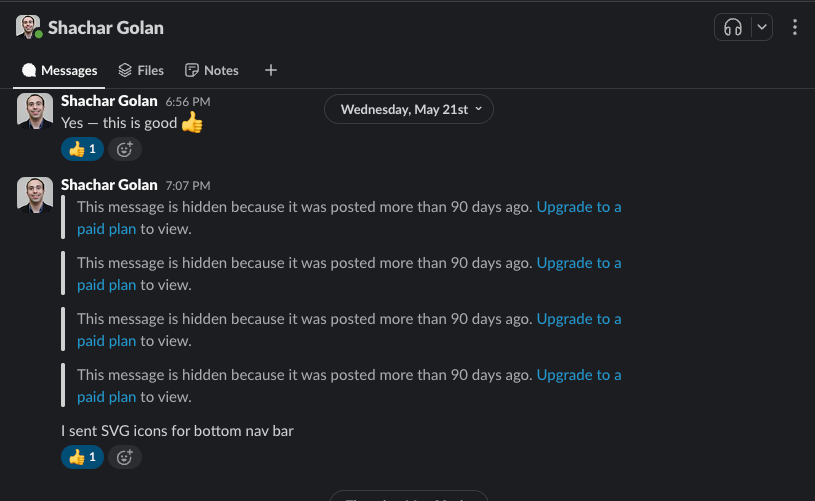 Shachar Golan
Messages Files Notes
Shachar Golan 6:56 PM
Wednesday, May 21st
Yes — this is good 👍
👍 1
Shachar Golan 7:07 PM
This message is hidden because it was posted more than 90 days ago. Upgrade to a
paid plan to view.
This message is hidden because it was posted more than 90 days ago. Upgrade to a
paid plan to view.
This message is hidden because it was posted more than 90 days ago. Upgrade to a
paid plan to view.
This message is hidden because it was posted more than 90 days ago. Upgrade to a
paid plan to view.
I sent SVG icons for bottom nav bar
👍 1